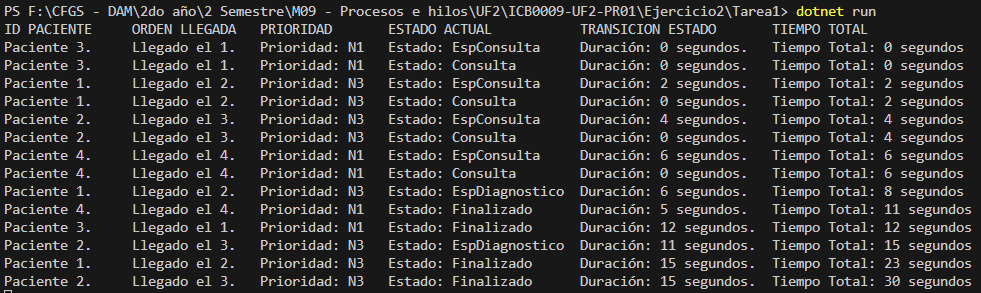 PS F:\CFGS - DAM\2do año\2 Semestre\M09 - Procesos e hilos\UF2\ICB0009-UF2-PR01\Ejercicio2\Tarea1> dotnet run
ID PACIENTE ORDEN LLEGADA PRIORIDAD ESTADO ACTUAL TRANSICION ESTADO TIEMPO TOTAL
Paciente 3. Llegado el 1. Prioridad: N1 Estado: EspConsulta Duración: 0 segundos. Tiempo Total: 0 segundos
Paciente 3. Llegado el 1. Prioridad: N1 Estado: Consulta Duración: 0 segundos. Tiempo Total: 0 segundos
Paciente 1. Llegado el 2. Prioridad: N3 Estado: EspConsulta Duración: 2 segundos. Tiempo Total: 2 segundos
Paciente 1. Llegado el 2. Prioridad: N3 Estado: Consulta Duración: 0 segundos. Tiempo Total: 2 segundos
Paciente 2. Llegado el 3. Prioridad: N3 Estado: EspConsulta Duración: 4 segundos. Tiempo Total: 4 segundos
Paciente 2. Llegado el 3. Prioridad: N3 Estado: Consulta Duración: 0 segundos. Tiempo Total: 4 segundos
Paciente 4. Llegado el 4. Prioridad: N1 Estado: EspConsulta Duración: 6 segundos. Tiempo Total: 6 segundos
Paciente 4. Llegado el 4. Prioridad: N1 Estado: Consulta Duración: 0 segundos. Tiempo Total: 6 segundos
Paciente 1. Llegado el 2. Prioridad: N3 Estado: EspDiagnostico Duración: 6 segundos. Tiempo Total: 8 segundos
Paciente 4. Llegado el 4. Prioridad: N1 Estado: Finalizado Duración: 5 segundos. Tiempo Total: 11 segundos
Paciente 3. Llegado el 1. Prioridad: N1 Estado: Finalizado Duración: 12 segundos. Tiempo Total: 12 segundos
Paciente 2. Llegado el 3. Prioridad: N3 Estado: EspDiagnostico Duración: 11 segundos. Tiempo Total: 15 segundos
Paciente 1. Llegado el 2. Prioridad: N3 Estado: Finalizado Duración: 15 segundos. Tiempo Total: 23 segundos
Paciente 2. Llegado el 3. Prioridad: N3 Estado: Finalizado Duración: 15 segundos. Tiempo Total: 30 segundos